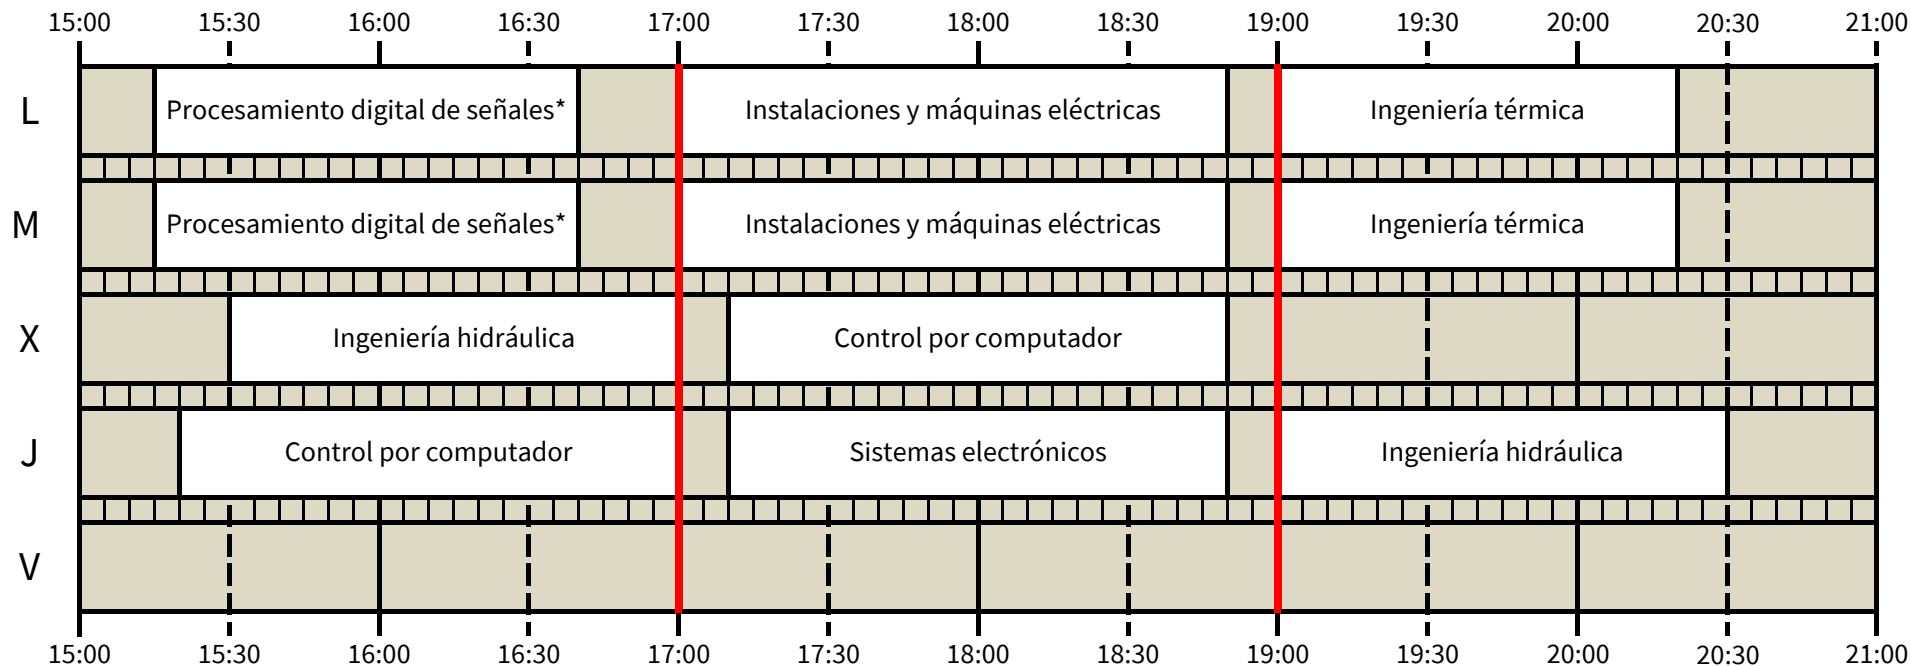 15:00 15:30 16:00 16:30 17:00 17:30 18:00 18:30 19:00 19:30 20:00 20:30 21:00
L Procesamiento digital de señales* Instalaciones y máquinas eléctricas Ingeniería térmica
M Procesamiento digital de señales* Instalaciones y máquinas eléctricas Ingeniería térmica
X Ingeniería hidráulica Control por computador
J Control por computador Sistemas electrónicos Ingeniería hidráulica
V
15:00 15:30 16:00 16:30 17:00 17:30 18:00 18:30 19:00 19:30 20:00 20:30 21:00